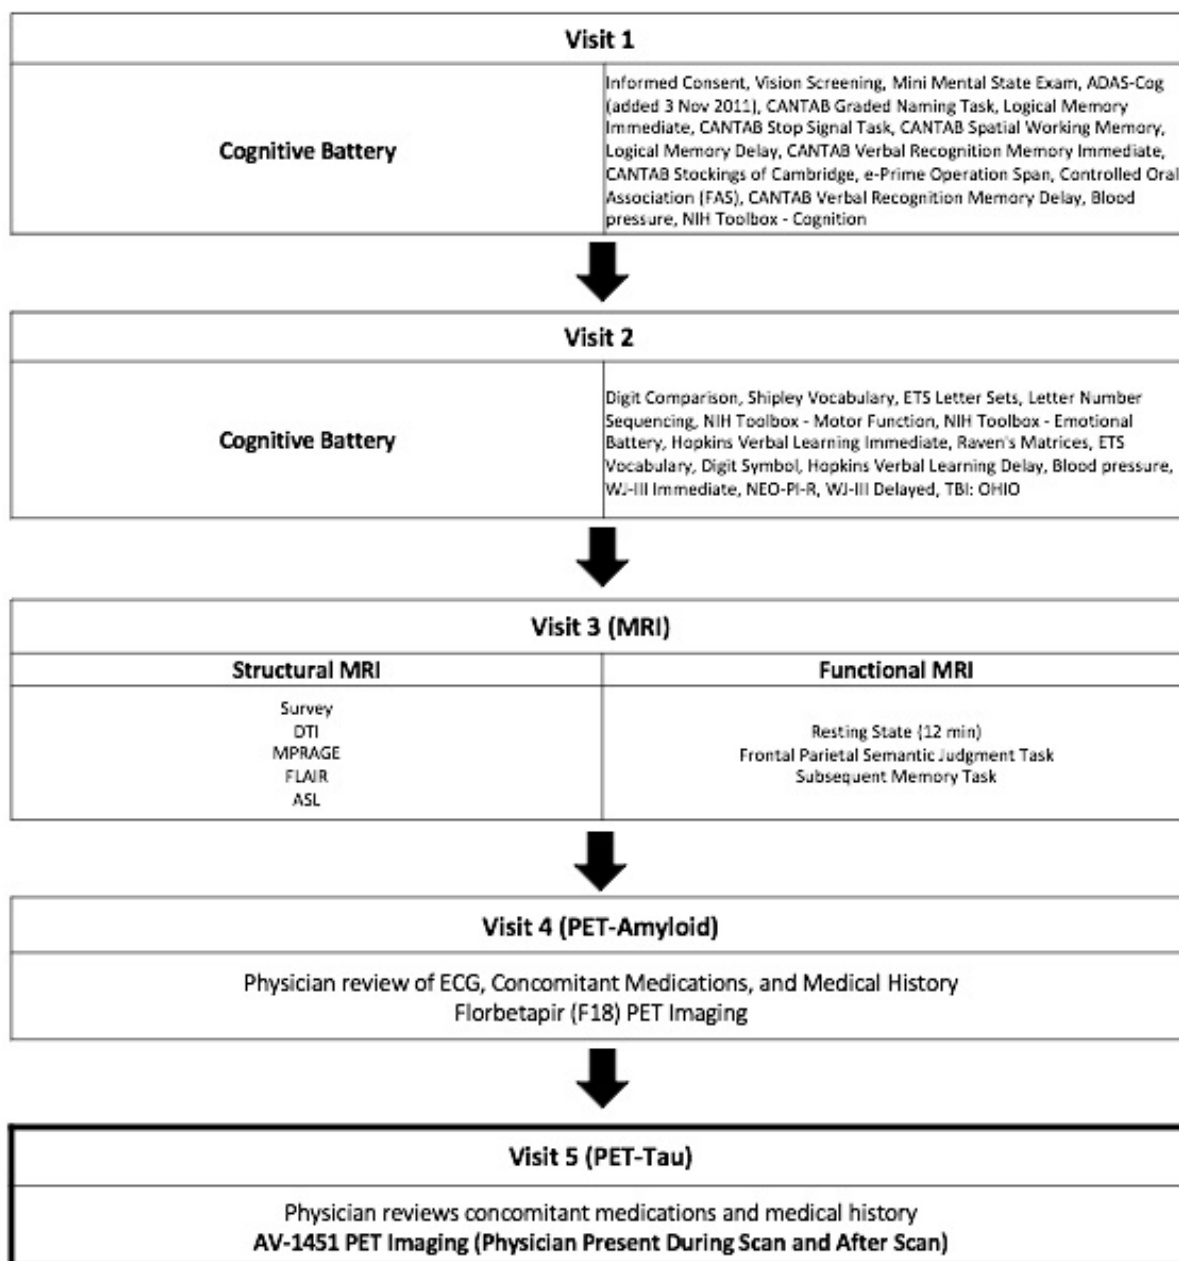 Visit 1
Cognitive Battery
Informed Consent, Vision Screening, Mini Mental State Exam, ADAS-Cog
(added 3 Nov 2011), CANTAB Graded Naming Task, Logical Memory
Immediate, CANTAB Stop Signal Task, CANTAB Spatial Working Memory,
Logical Memory Delay, CANTAB Verbal Recognition Memory Immediate,
CANTAB Stockings of Cambridge, e-Prime Operation Span, Controlled Oral
Association (FAS), CANTAB Verbal Recognition Memory Delay, Blood
pressure, NIH Toolbox - Cognition
Visit 2
Cognitive Battery
Digit Comparison, Shipley Vocabulary, ETS Letter Sets, Letter Number
Sequencing, NIH Toolbox - Motor Function, NIH Toolbox - Emotional
Battery, Hopkins Verbal Learning Immediate, Raven's Matrices, ETS
Vocabulary, Digit Symbol, Hopkins Verbal Learning Delay, Blood pressure,
WJ-III Immediate, NEO-PI-R, WJ-III Delayed, TBI: OHIO
Visit 3 (MRI)
Structural MRI
Survey
DTI
MPRAGE
FLAIR
ASL
Functional MRI
Resting State (12 min)
Frontal Parietal Semantic Judgment Task
Subsequent Memory Task
Visit 4 (PET-Amyloid)
Physician review of ECG, Concomitant Medications, and Medical History
Florbetapir (F18) PET Imaging
Visit 5 (PET-Tau)
Physician reviews concomitant medications and medical history
AV-1451 PET Imaging (Physician Present During Scan and After Scan)